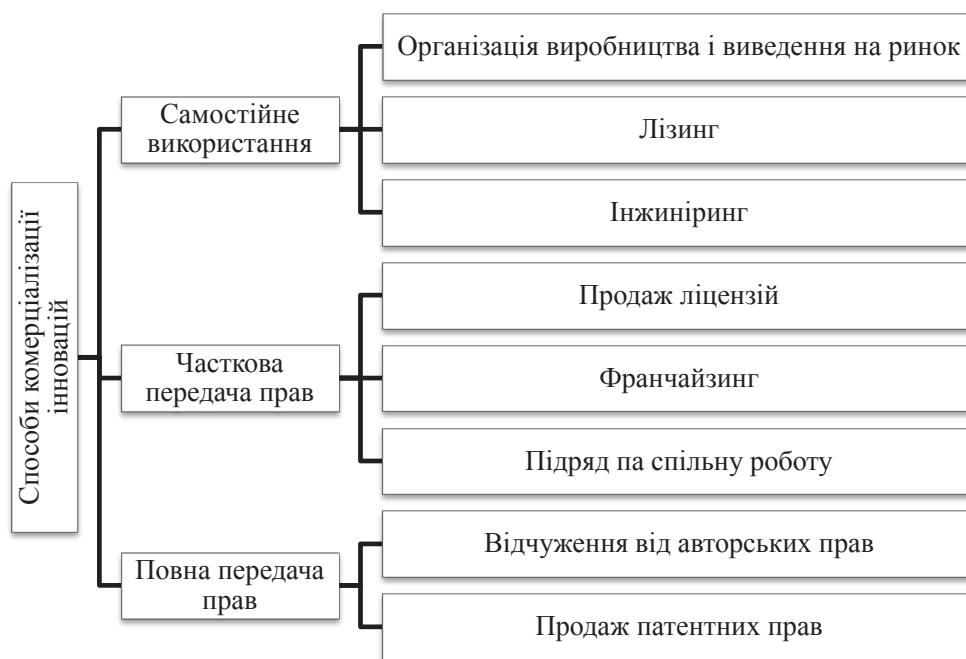 Способи комерціалізації
інновацій
Самостійне
використання
Організація виробництва і виведення на ринок
Лізинг
Інжиніринг
Часткова
передача прав
Продаж ліцензій
Франчайзинг
Підряд па спільну роботу
Повна передача
прав
Відчуження від авторських прав
Продаж патентних прав